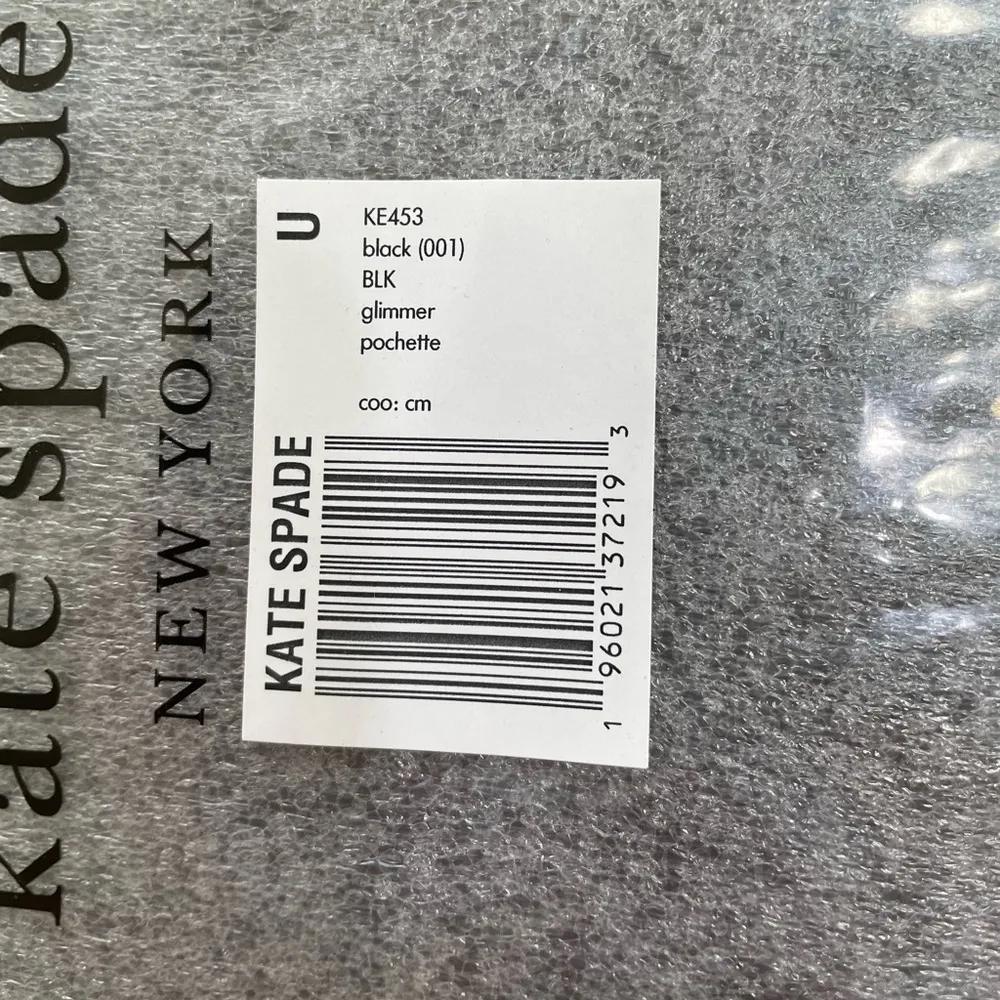 kate spade
NEW YORK
U
KE453
black (001)
BLK
glimmer
pochette
coo: cm
KATE SPADE
1 96021 37219 3